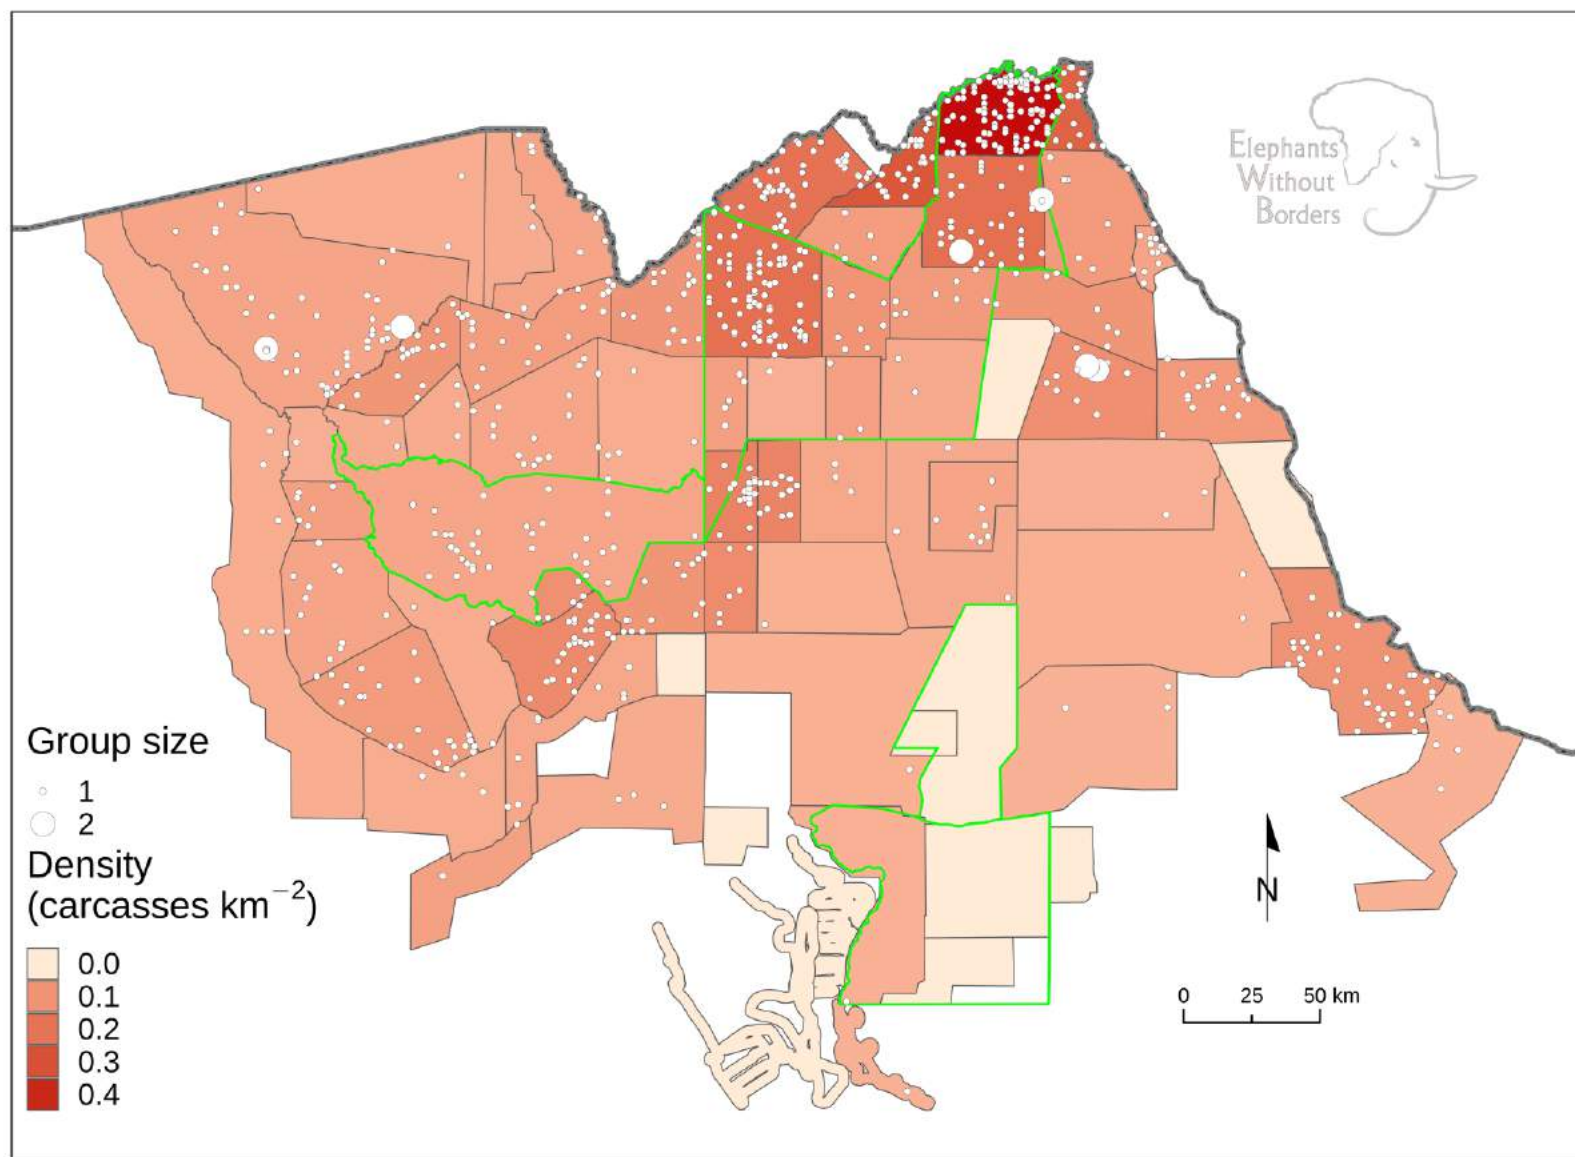 Elephants
Without
Borders
Group size
1
2
Density
(carcasses km−2)
0.0
0.1
0.2
0.3
0.4
N
0 25 50 km